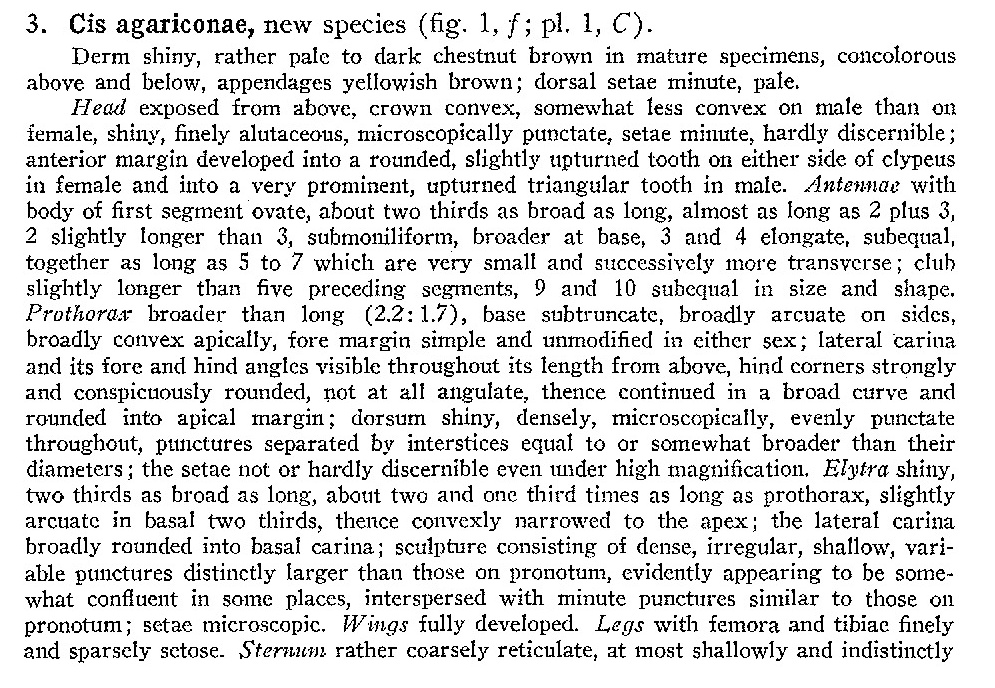 3. Cis agariconae, new species (fig. 1, f; pl. 1, C).
Derm shiny, rather pale to dark chestnut brown in mature specimens, concolorous
above and below, appendages yellowish brown; dorsal setae minute, pale.
Head exposed from above, crown convex, somewhat less convex on male than on
female, shiny, finely alutaceous, microscopically punctate, setae minute, hardly discernible;
anterior margin developed into a rounded, slightly upturned tooth on either side of clypeus
in female and into a very prominent, upturned triangular tooth in male. Antennae with
body of first segment ovate, about two thirds as broad as long, almost as long as 2 plus 3,
2 slightly longer than 3, submoniliform, broader at base, 3 and 4 elongate, subequal,
together as long as 5 to 7 which are very small and successively more transverse; club
slightly longer than five preceding segments, 9 and 10 subequal in size and shape.
Prothorax broader than long (2.2:1.7), base subtruncate, broadly arcuate on sides,
broadly convex apically, fore margin simple and unmodified in either sex; lateral carina
and its fore and hind angles visible throughout its length from above, hind corners strongly
and conspicuously rounded, not at all angulate, thence continued in a broad curve and
rounded into apical margin; dorsum shiny, densely, microscopically, evenly punctate
throughout, punctures separated by interstices equal to or somewhat broader than their
diameters; the setae not or hardly discernible even under high magnification. Elytra shiny,
two thirds as broad as long, about two and one third times as long as prothorax, slightly
arcuate in basal two thirds, thence convexly narrowed to the apex; the lateral carina
broadly rounded into basal carina; sculpture consisting of dense, irregular, shallow, vari-
able punctures distinctly larger than those on pronotum, evidently appearing to be some-
what confluent in some places, interspersed with minute punctures similar to those on
pronotum; setae microscopic. Wings fully developed. Legs with femora and tibiae finely
and sparsely setose. Sternum rather coarsely reticulate, at most shallowly and indistinctly